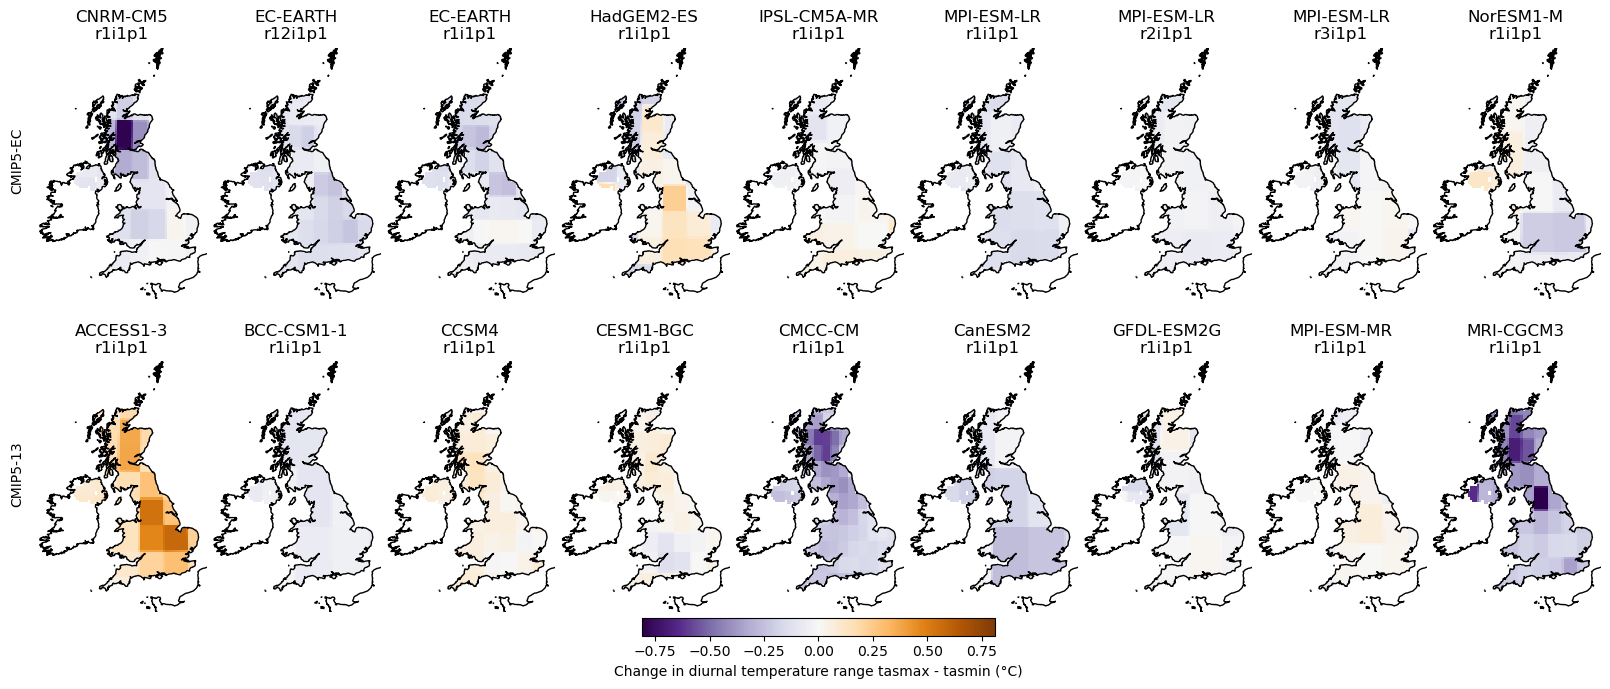 CNRM-CM5 EC-EARTH EC-EARTH HadGEM2-ES IPSL-CM5A-MR MPI-ESM-LR MPI-ESM-LR MPI-ESM-LR NorESM1-M
r1i1p1 r12i1p1 r1i1p1 r1i1p1 r1i1p1 r1i1p1 r2i1p1 r3i1p1 r1i1p1
CMIP5-EC
ACCESS1-3 BCC-CSM1-1 CCSM4 CESM1-BGC CMCC-CM CanESM2 GFDL-ESM2G MPI-ESM-MR MRI-CGCM3
r1i1p1 r1i1p1 r1i1p1 r1i1p1 r1i1p1 r1i1p1 r1i1p1 r1i1p1 r1i1p1
CMIP5-13
−0.75 −0.50 −0.25 0.00 0.25 0.50 0.75
Change in diurnal temperature range tasmax - tasmin (°C)